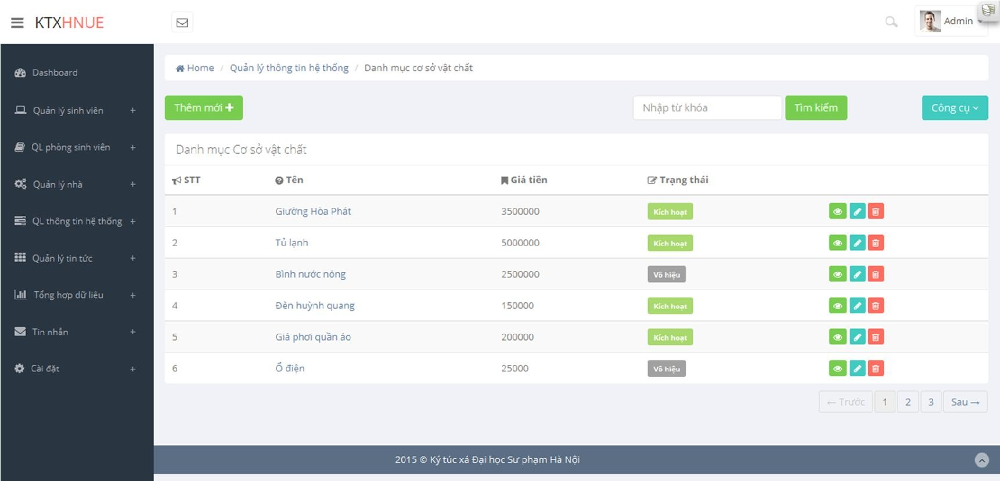 KTXHNUE
Admin
Dashboard
Quản lý sinh viên +
QL phòng sinh viên +
Quản lý nhà +
QL thông tin hệ thống +
Quản lý tin tức +
Tổng hợp dữ liệu +
Tin nhắn +
Cài đặt +
Home / Quản lý thông tin hệ thống / Danh mục cơ sở vật chất
Thêm mới +
Nhập từ khóa
Tìm kiếm
Công cụ
Danh mục Cơ sở vật chất
STT Tên Giá tiền Trạng thái
1 Giường Hòa Phát 3500000 Kích hoạt
2 Tủ lạnh 5000000 Kích hoạt
3 Bình nước nóng 2500000 Vô hiệu
4 Đèn huỳnh quang 150000 Kích hoạt
5 Giá phơi quần áo 200000 Kích hoạt
6 Ổ điện 25000 Vô hiệu
← Trước 1 2 3 Sau →
2015 © Ký túc xá Đại học Sư phạm Hà Nội